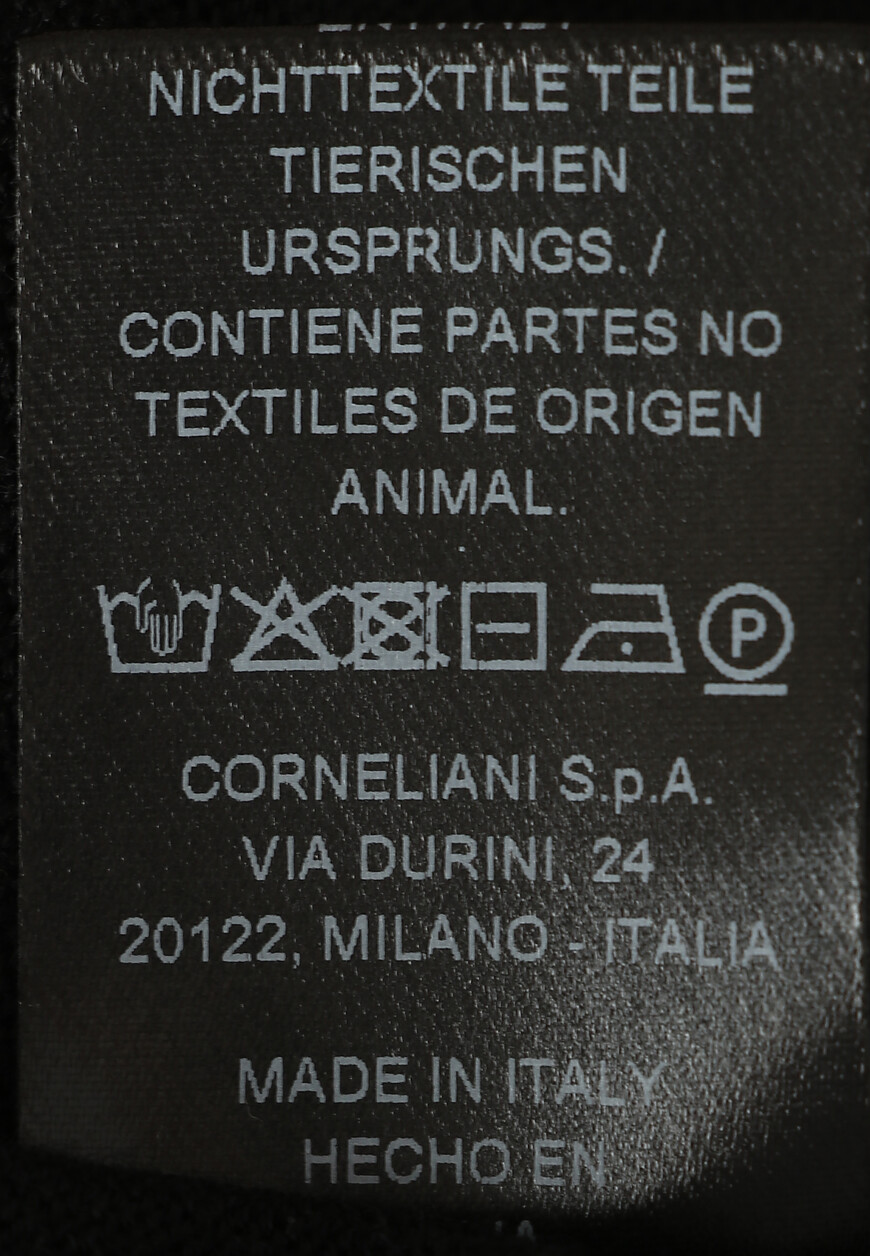 NICHTTEXTILE TEILE
TIERISCHEN
URSPRUNGS. /
CONTIENE PARTES NO
TEXTILES DE ORIGEN
ANIMAL.
P
CORNELIANI S.p.A.
VIA DURINI, 24
20122, MILANO - ITALIA
MADE IN ITALY
HECHO EN